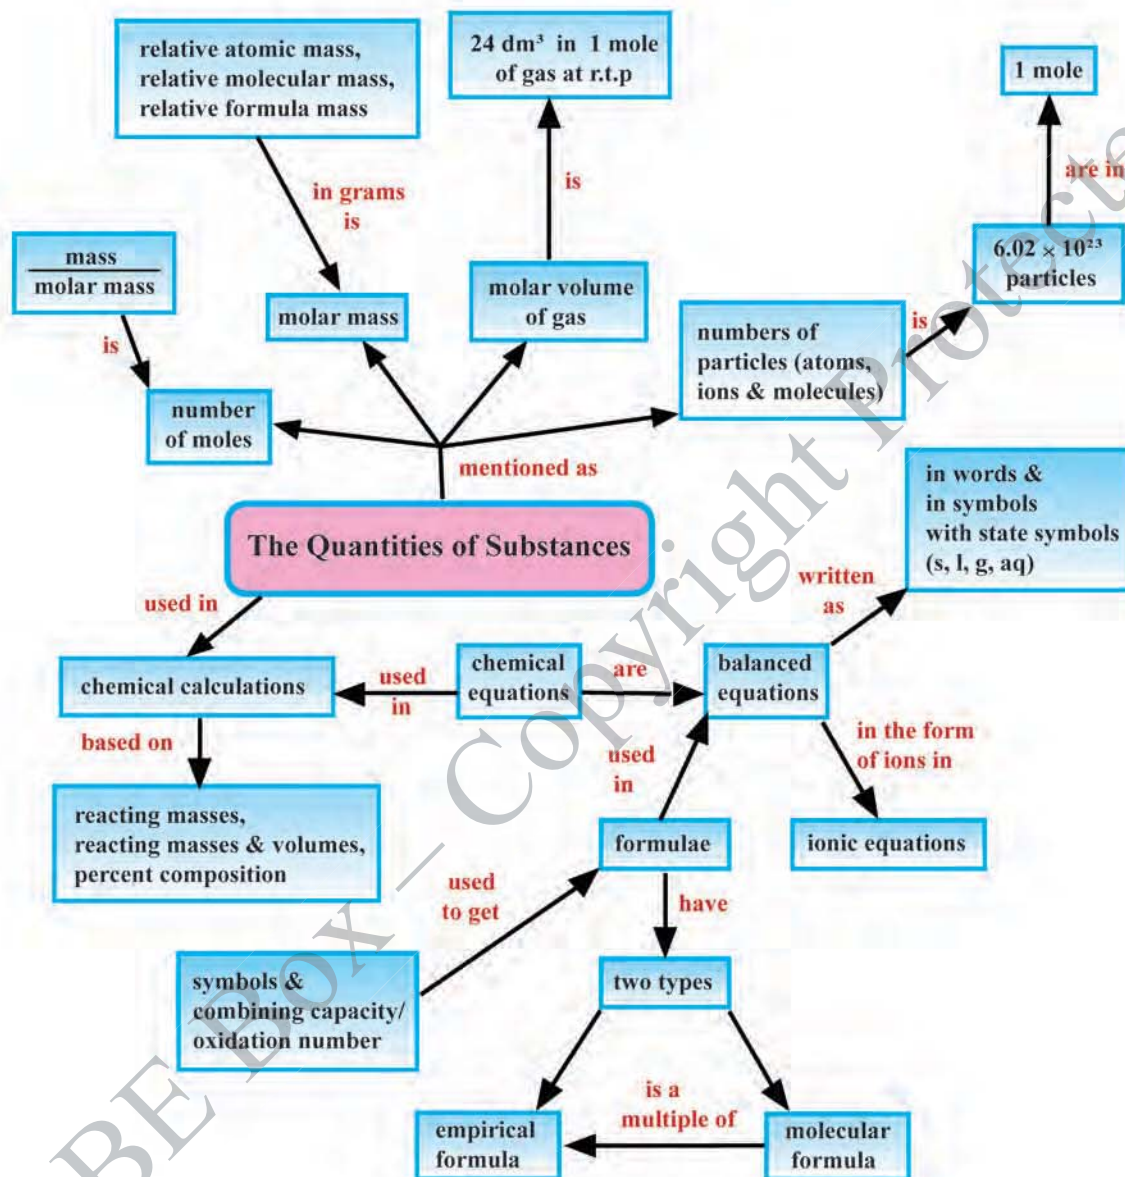 relative atomic mass,
relative molecular mass,
relative formula mass
24 dm³ in 1 mole
of gas at r.t.p
1 mole
in grams
is
is
are in
mass
molar mass
6.02 × 10²³
particles
molar mass
molar volume
of gas
numbers of
particles (atoms,
ions & molecules)
is
is
number
of moles
mentioned as
in words &
in symbols
with state symbols
(s, l, g, aq)
The Quantities of Substances
used in
written
as
chemical calculations
used
in
chemical
equations
are
balanced
equations
based on
used
in
in the form
of ions in
reacting masses,
reacting masses & volumes,
percent composition
formulae
ionic equations
used
to get
have
symbols &
combining capacity/
oxidation number
two types
is a
multiple of
empirical
formula
molecular
formula
BE Box – Copyright Protecte